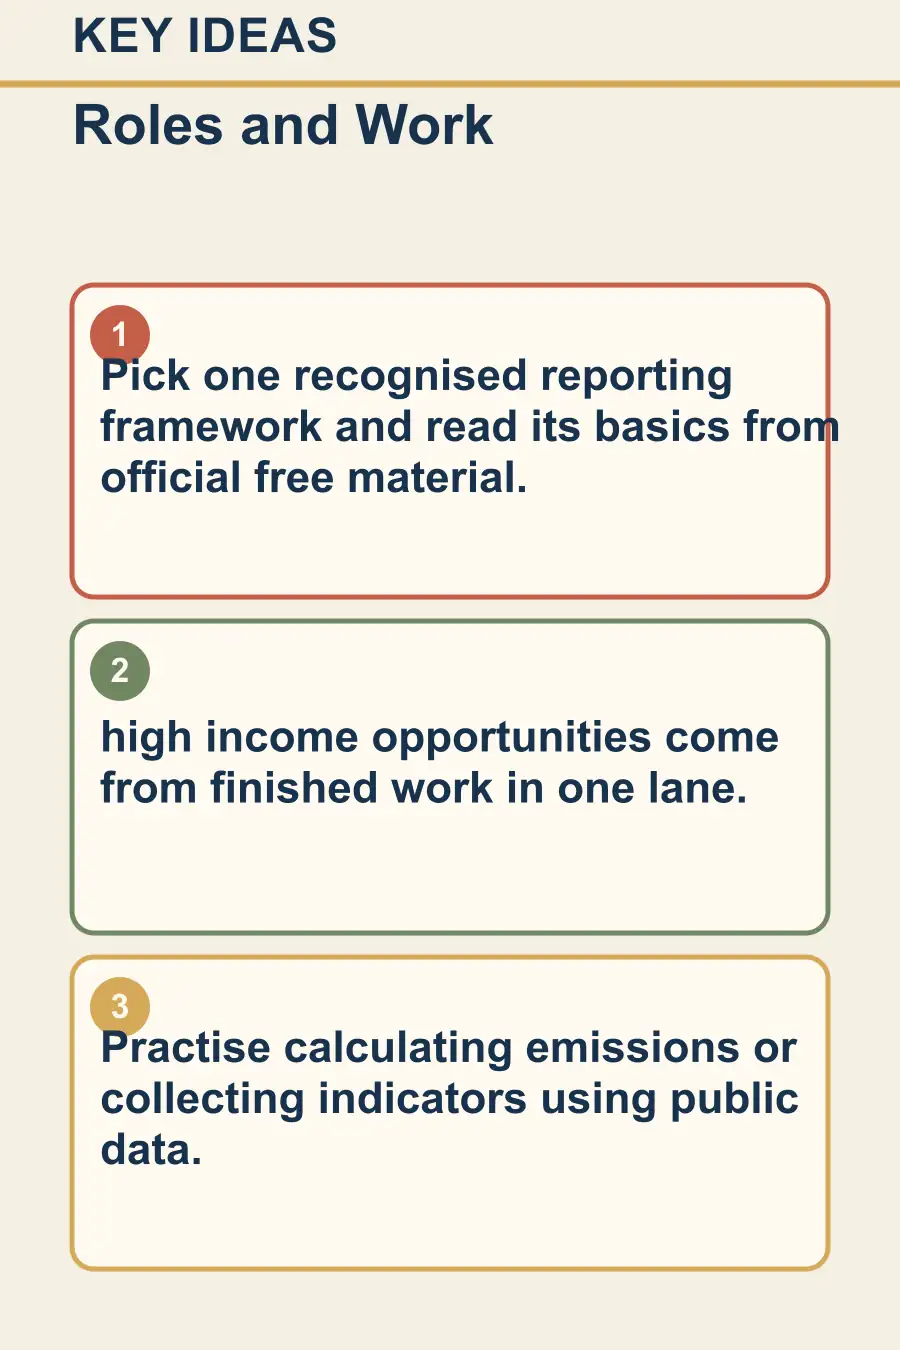 KEY IDEAS
Roles and Work
1
Pick one recognised reporting
framework and read its basics from
official free material.
2
high income opportunities come
from finished work in one lane.
3
Practise calculating emissions or
collecting indicators using public
data.